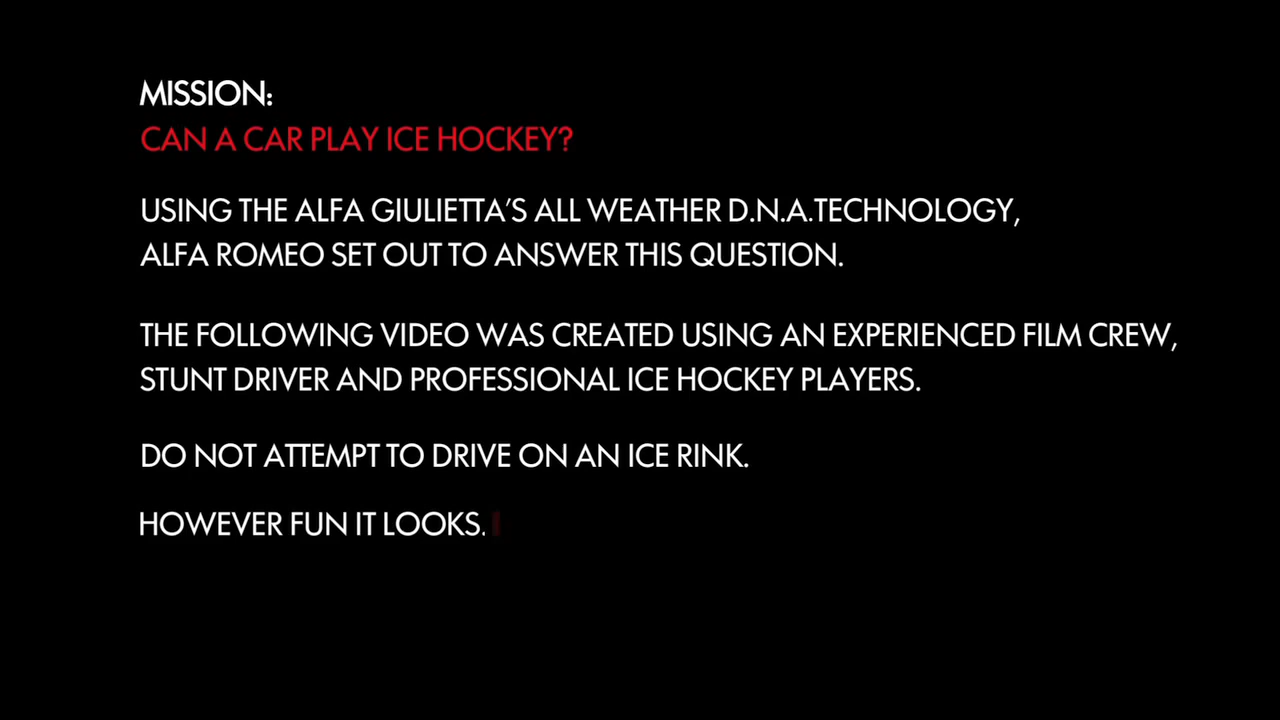 MISSION:
CAN A CAR PLAY ICE HOCKEY?
USING THE ALFA GIULIETTA'S ALL WEATHER D.N.A.TECHNOLOGY,
ALFA ROMEO SET OUT TO ANSWER THIS QUESTION.
THE FOLLOWING VIDEO WAS CREATED USING AN EXPERIENCED FILM CREW,
STUNT DRIVER AND PROFESSIONAL ICE HOCKEY PLAYERS.
DO NOT ATTEMPT TO DRIVE ON AN ICE RINK.
HOWEVER FUN IT LOOKS.